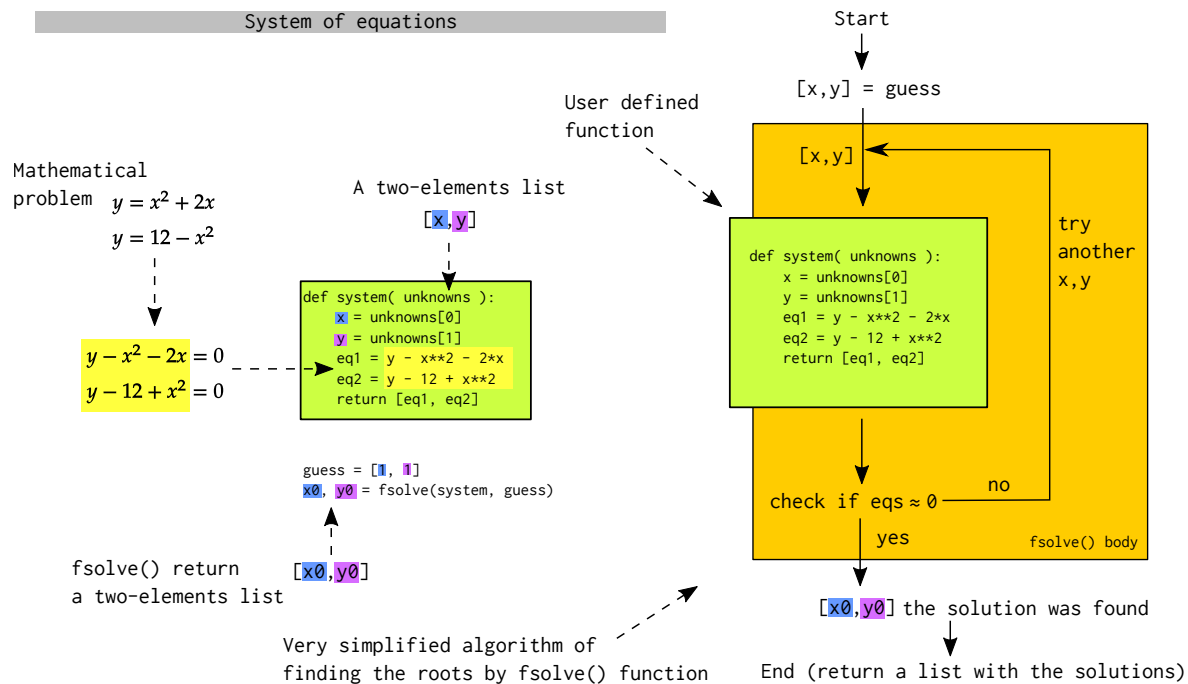 System of equations
Mathematical
problem
y = x² + 2x
y = 12 − x²
y − x² − 2x = 0
y − 12 + x² = 0
A two-elements list
[x,y]
def system( unknowns ):
x = unknowns[0]
y = unknowns[1]
eq1 = y - x**2 - 2*x
eq2 = y - 12 + x**2
return [eq1, eq2]
guess = [1, 1]
x0, y0 = fsolve(system, guess)
fsolve() return
a two-elements list
[x0,y0]
Very simplified algorithm of
finding the roots by fsolve() function
User defined
function
Start
[x,y] = guess
[x,y]
def system( unknowns ):
x = unknowns[0]
y = unknowns[1]
eq1 = y - x**2 - 2*x
eq2 = y - 12 + x**2
return [eq1, eq2]
try
another
x,y
check if eqs ≈ 0
no
yes
fsolve() body
[x0,y0] the solution was found
End (return a list with the solutions)